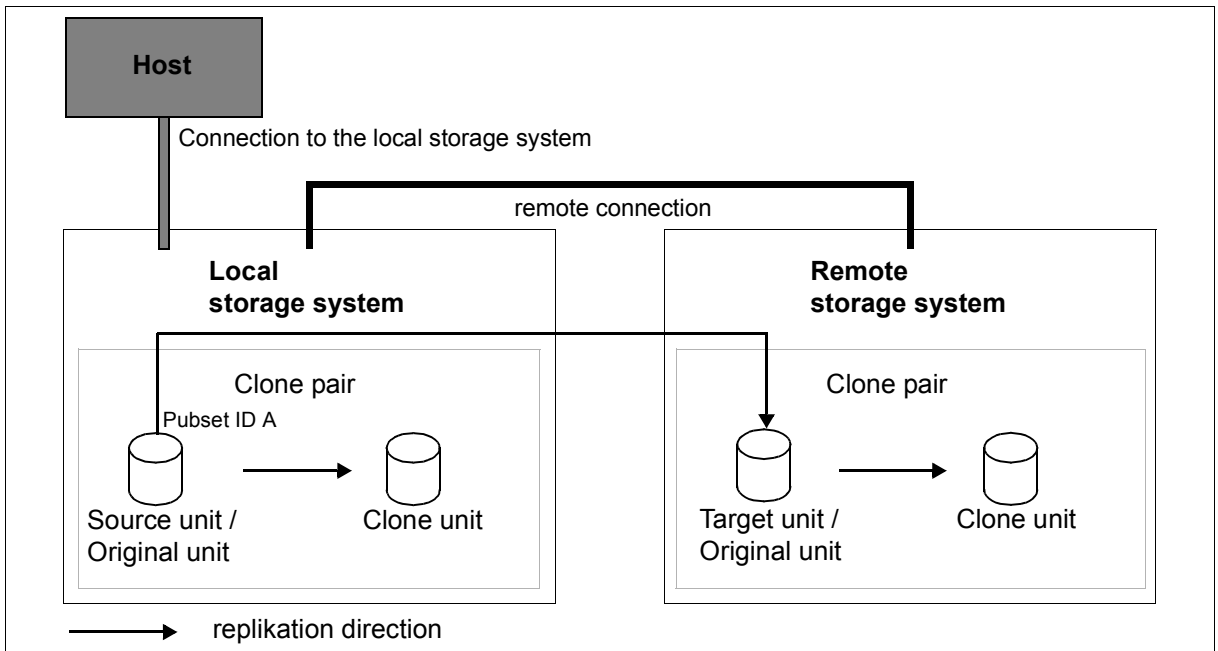 Host
Connection to the local storage system
remote connection
Local
storage system
Remote
storage system
Clone pair
Clone pair
Pubset ID A
Source unit /
Original unit
Clone unit
Target unit /
Original unit
Clone unit
replikation direction